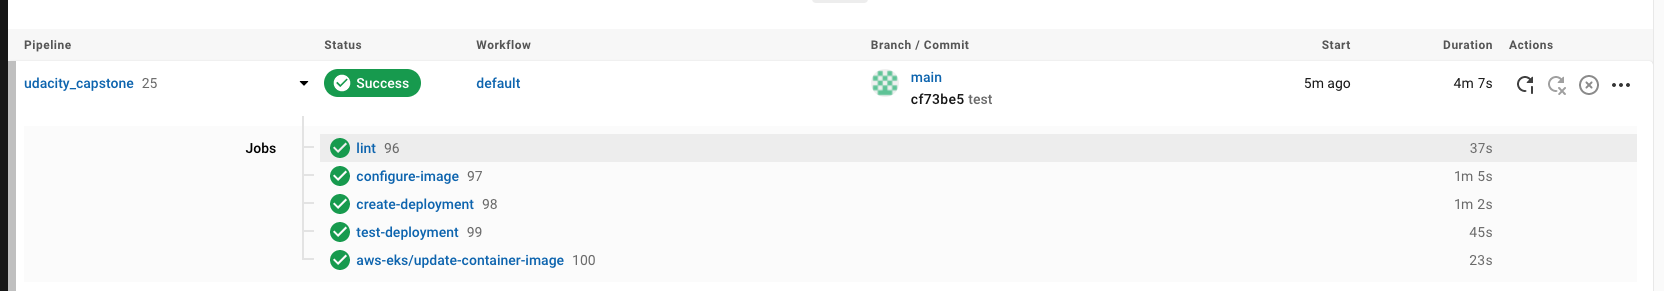 Pipeline Status Workflow Branch / Commit Start Duration Actions
udacity_capstone 25 Success default main 5m ago 4m 7s
cf73be5 test
Jobs lint 96 37s
configure-image 97 1m 5s
create-deployment 98 1m 2s
test-deployment 99 45s
aws-eks/update-container-image 100 23s